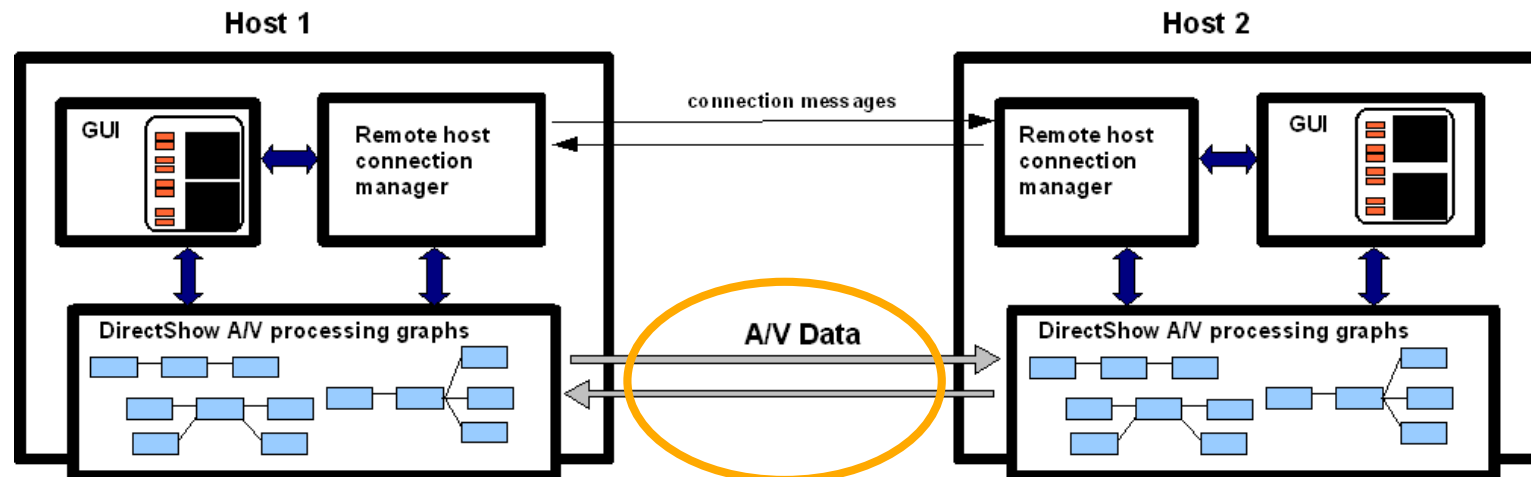 Host 1
Host 2
GUI
Remote host
connection
manager
connection messages
Remote host
connection
manager
GUI
DirectShow A/V processing graphs
A/V Data
DirectShow A/V processing graphs